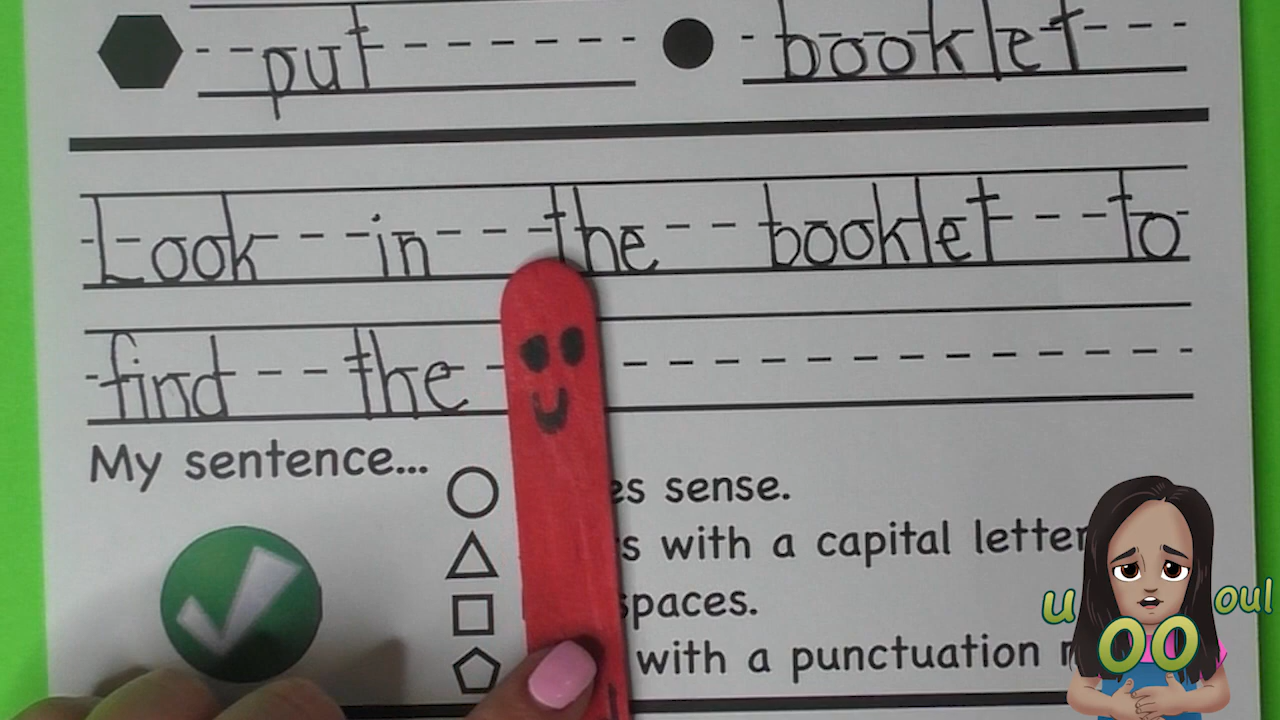 put booklet
Look in the booklet to
find the
My sentence...
es sense.
s with a capital letter
spaces.
with a punctuation
u oo oul